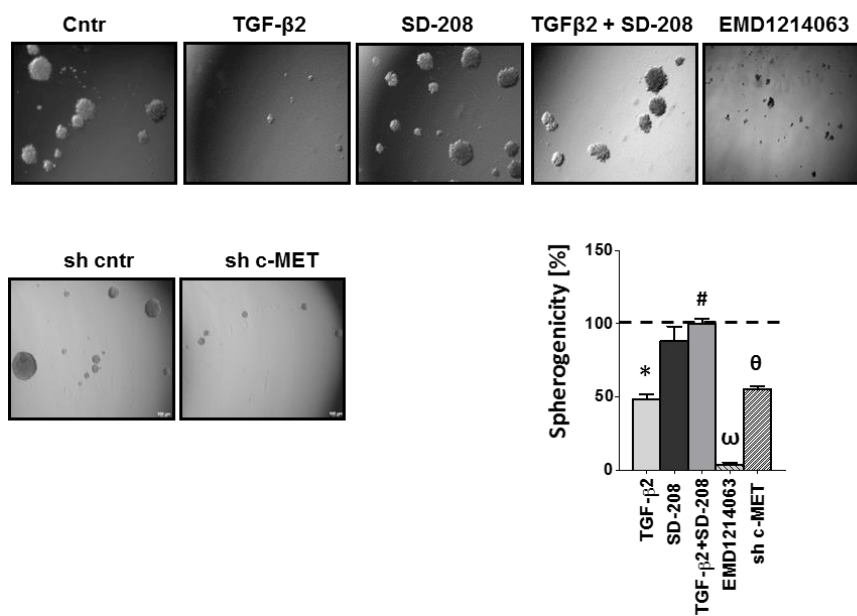 Cntr
TGF-β2
SD-208
TGFβ2 + SD-208
EMD1214063
sh cntr
sh c-MET
Spherogenicity [%]
150
100
50
0
*
#
ω
θ
TGF-β2
SD-208
TGF-β2+SD-208
EMD1214063
sh c-MET